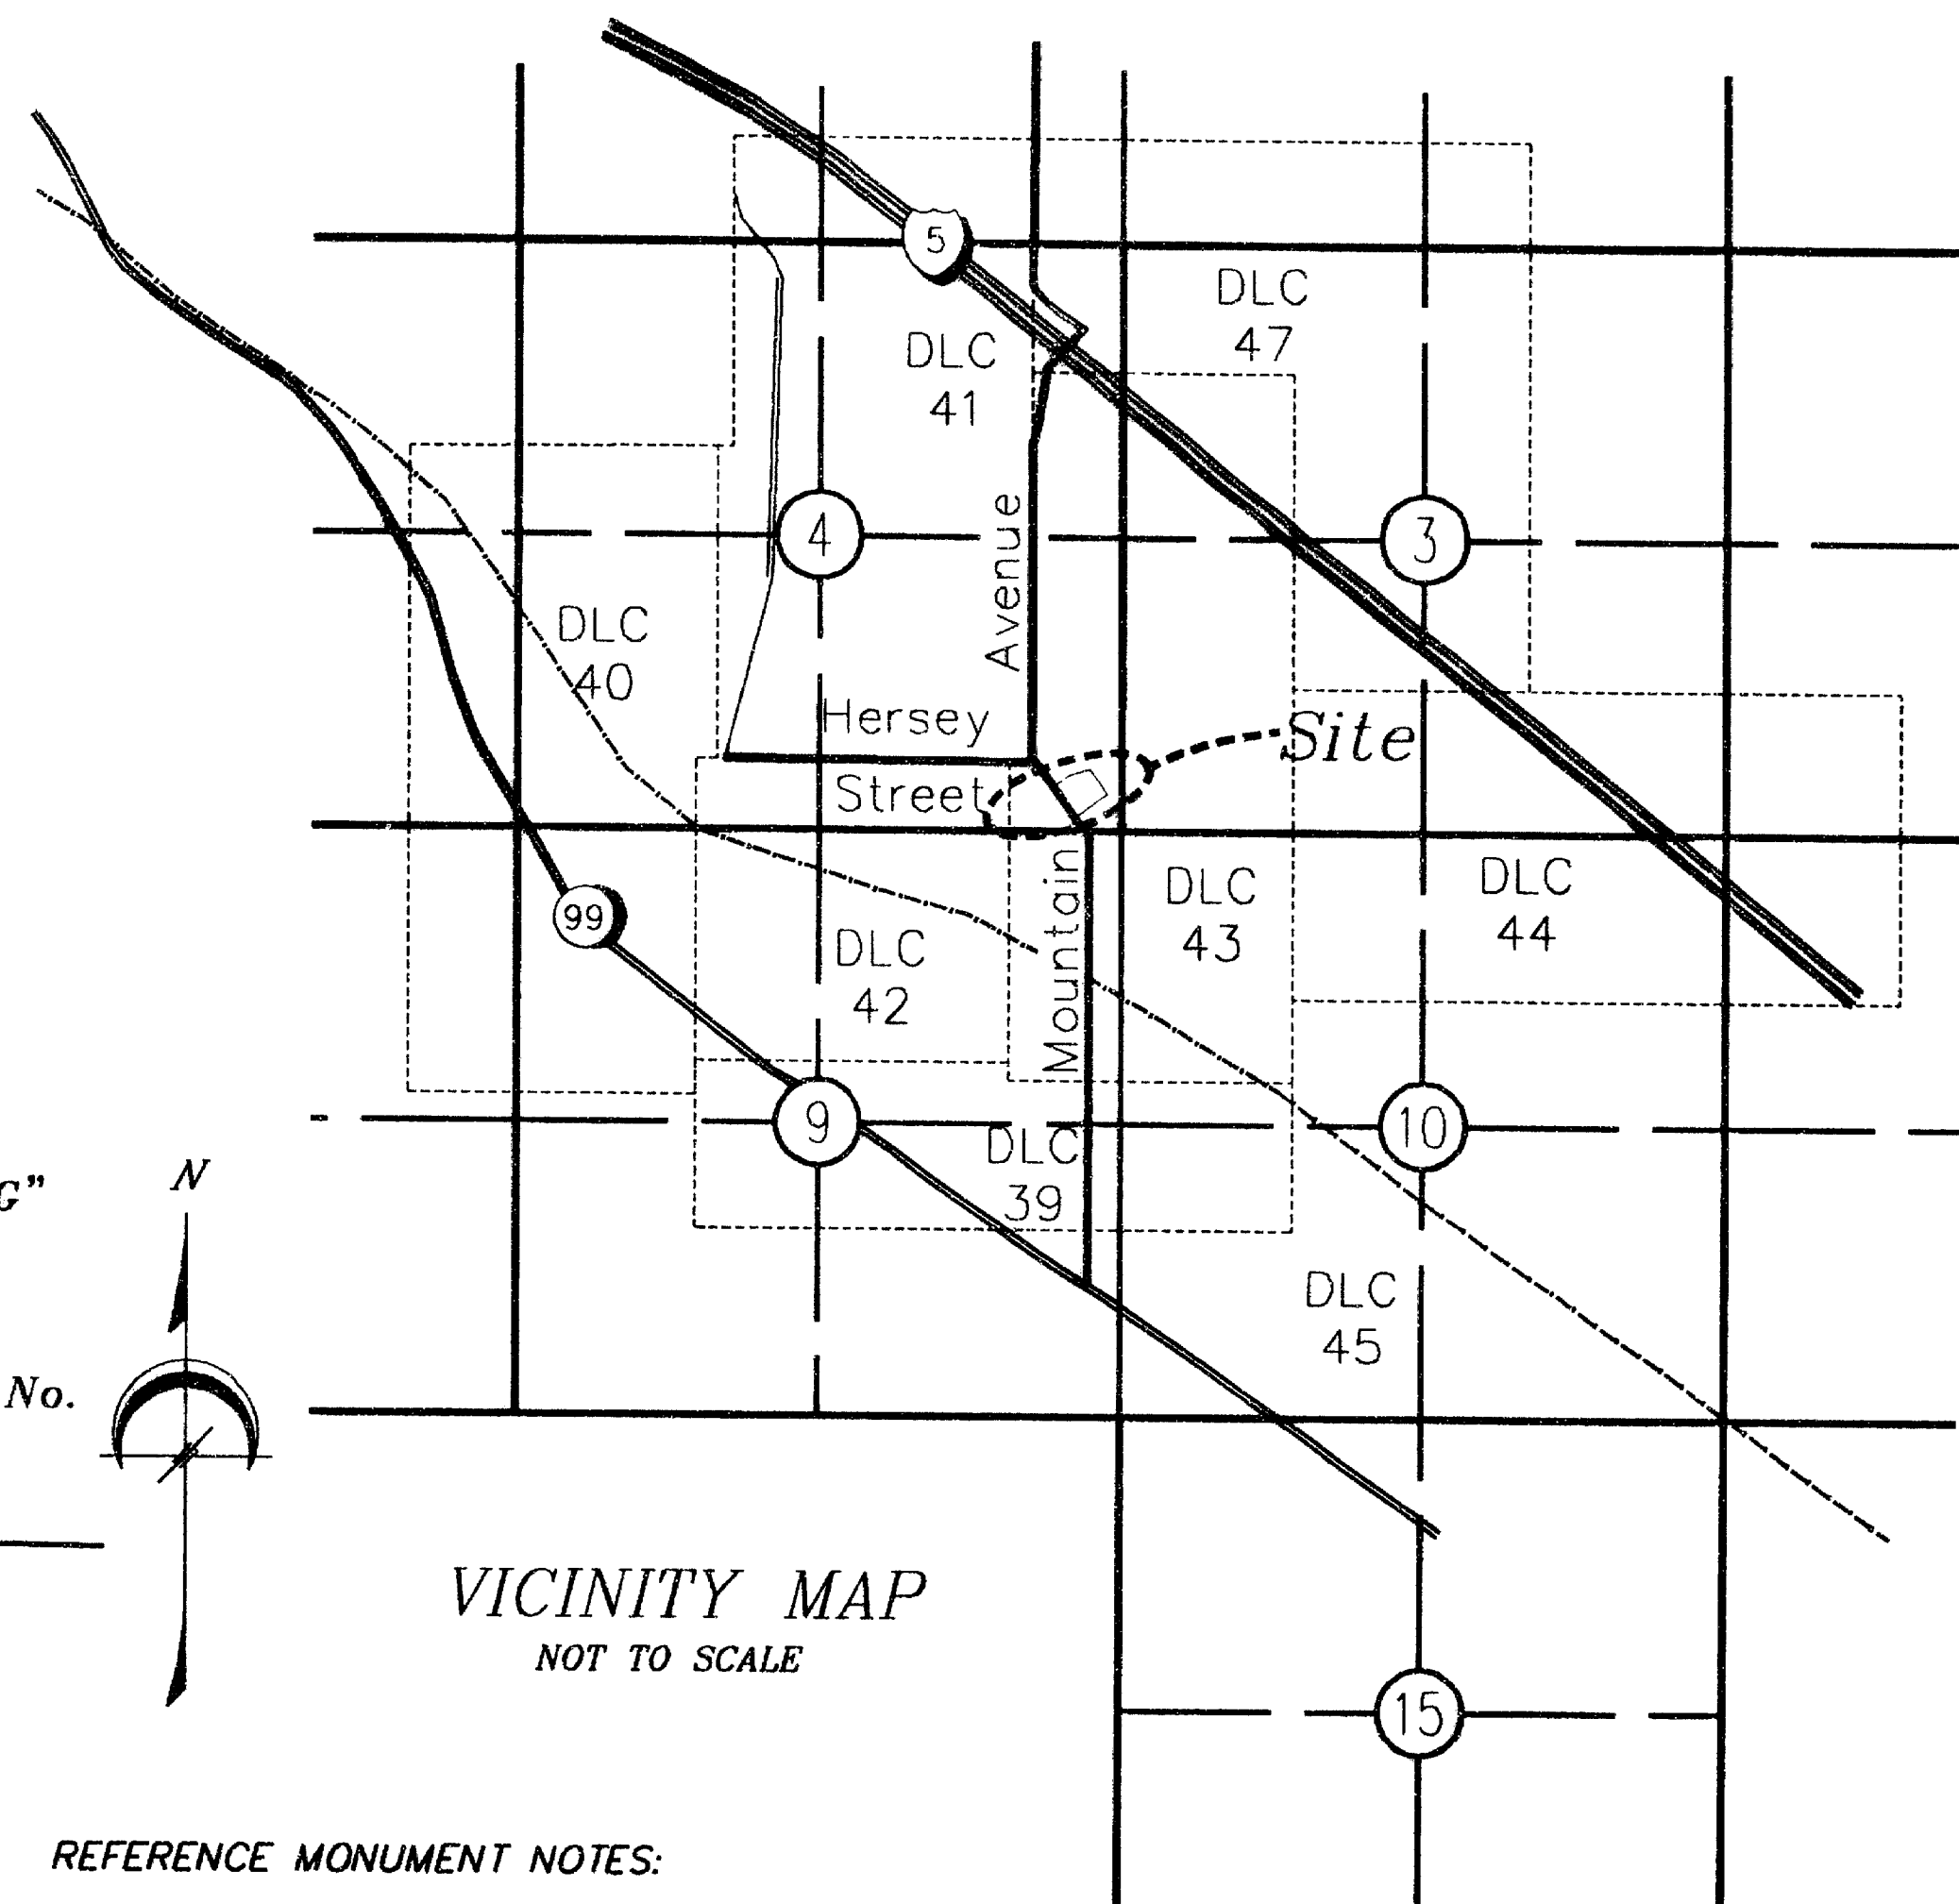 5
DLC
47
DLC
41
Avenue
4
3
DLC
40
Hersey
Street
Site
99
DLC
42
Mountain
DLC
43
DLC
44
9
10
DLC
39
DLC
45
G"
N
No.
VICINITY MAP
NOT TO SCALE
15
REFERENCE MONUMENT NOTES: